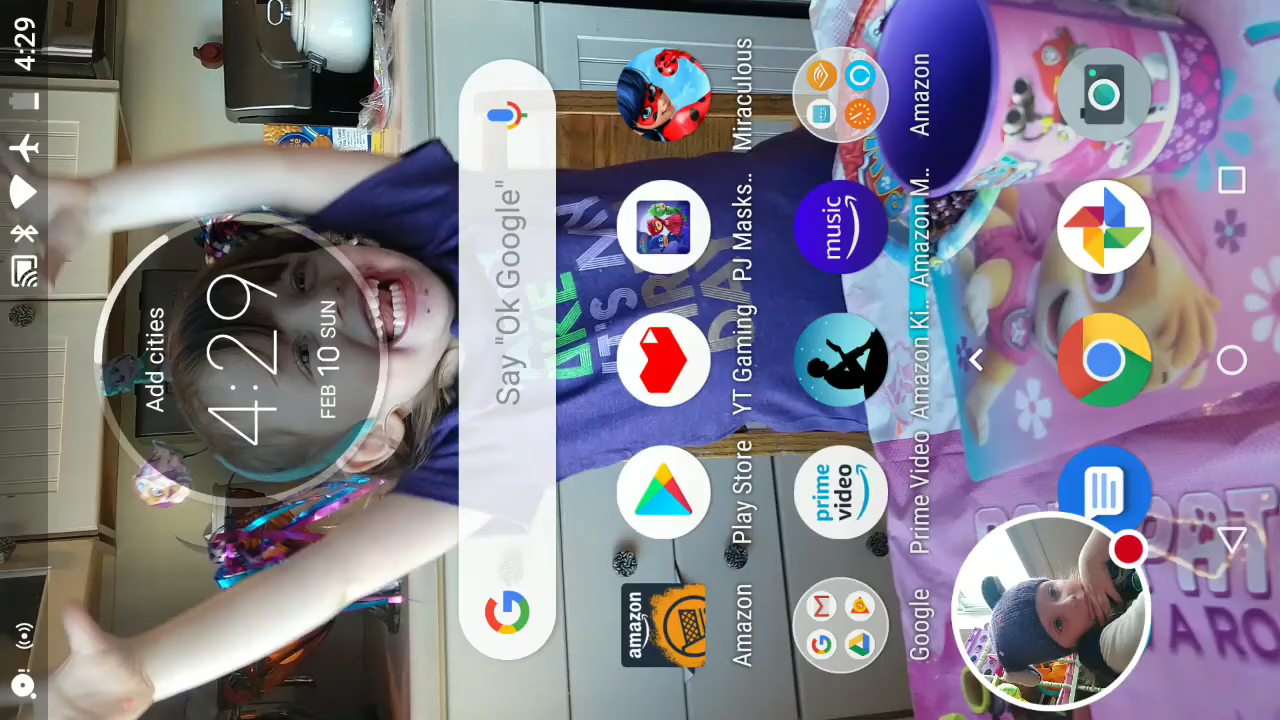 4:29
Add cities
4:29
FEB 10 SUN
Say "Ok Google"
LIKE
IT'S MY
BIRTH
DAY
amazon
Amazon
Play Store
YT Gaming
PJ Masks..
Miraculous
prime video
music
Google
Prime Video
Amazon Ki..
Amazon M..
Amazon